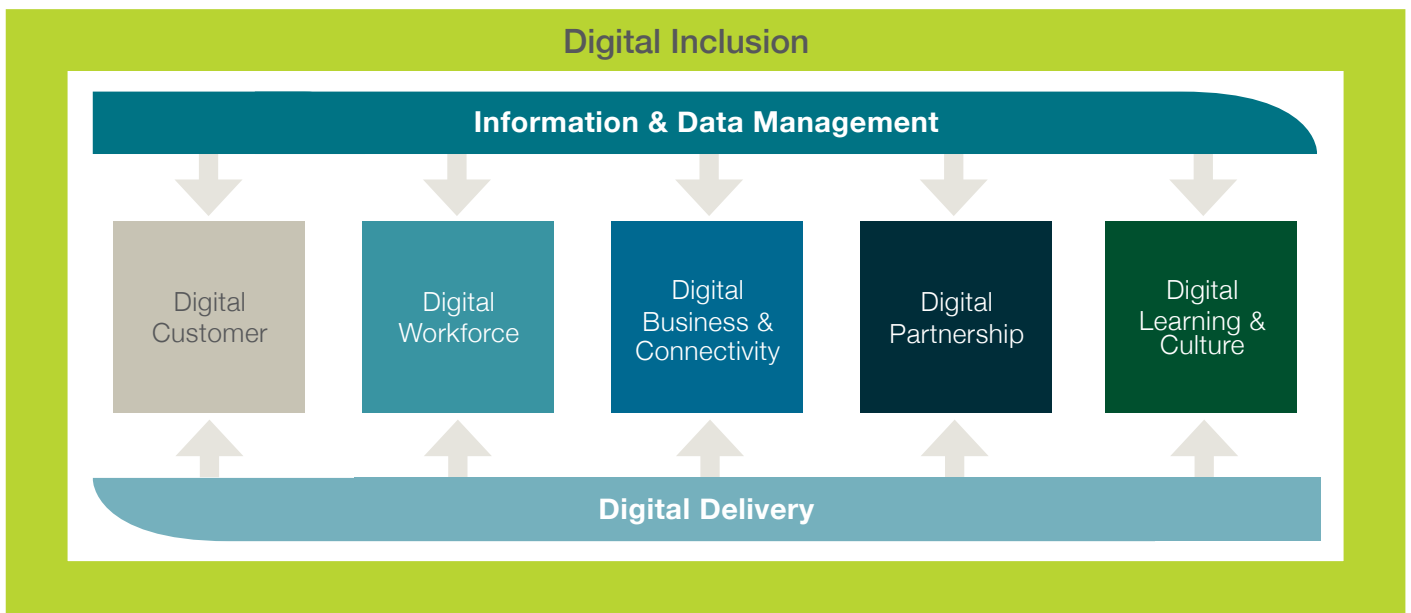 Digital Inclusion
Information & Data Management
Digital
Customer
Digital
Workforce
Digital
Business &
Connectivity
Digital
Partnership
Digital
Learning &
Culture
Digital Delivery